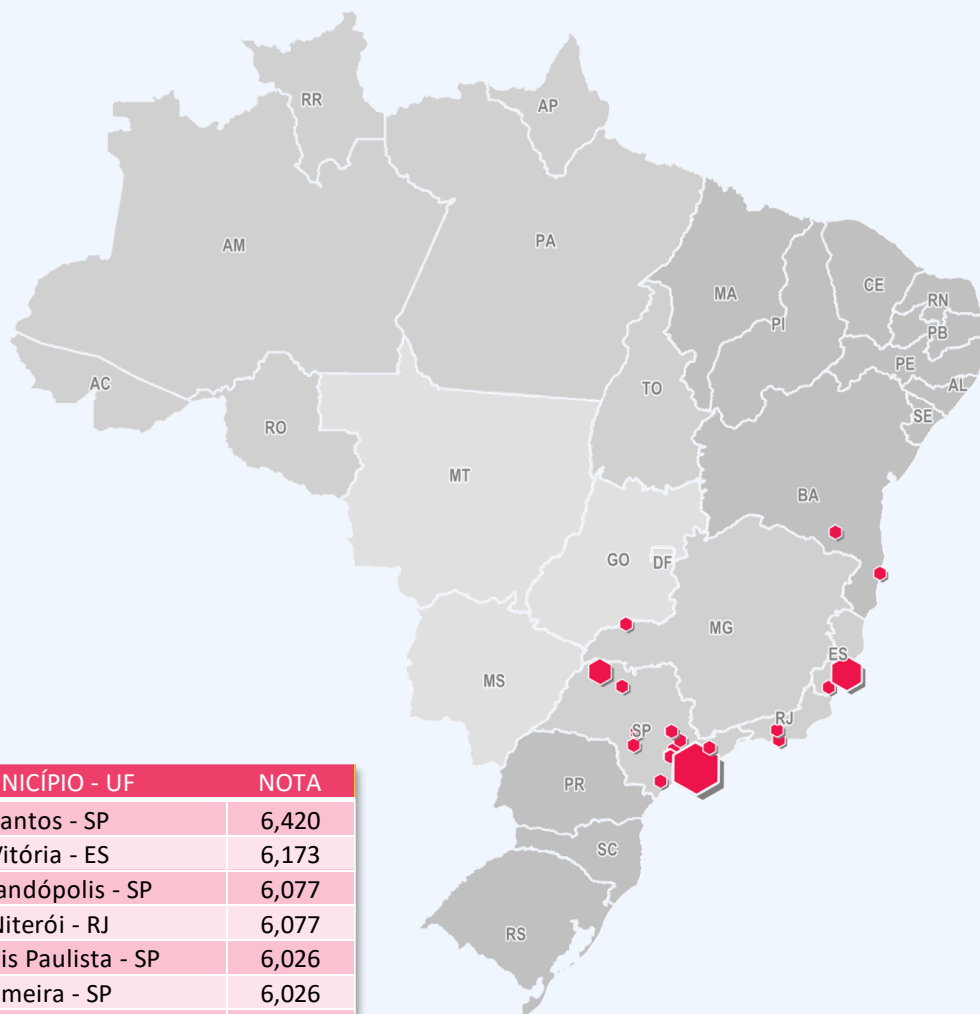 RR
AP
AM
PA
MA
CE
RN
PI
PB
PE
AC
TO
AL
SE
RO
MT
BA
GO
DF
MG
ES
MS
RJ
SP
PR
SC
RS
NICÍPIO - UF NOTA
antos - SP 6,420
Vitória - ES 6,173
andópolis - SP 6,077
Niterói - RJ 6,077
is Paulista - SP 6,026
meira - SP 6,026